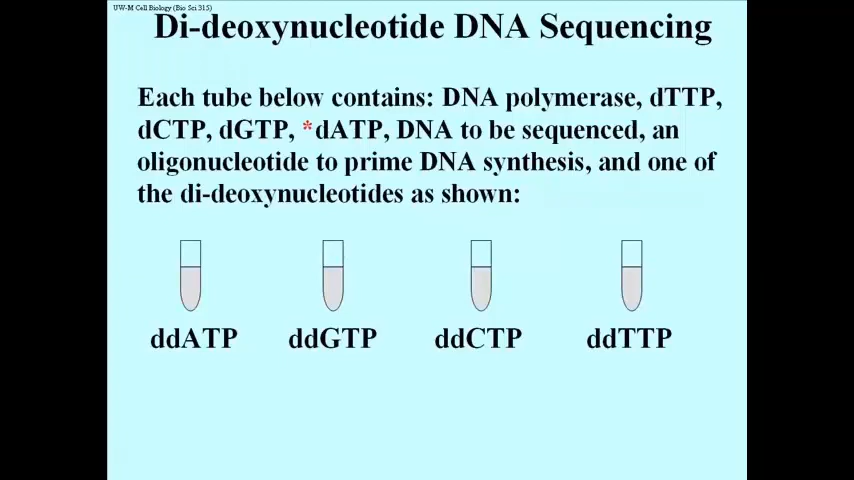 UW-M Cell Biology (Bio Sci 315)
Di-deoxynucleotide DNA Sequencing
Each tube below contains: DNA polymerase, dTTP,
dCTP, dGTP, *dATP, DNA to be sequenced, an
oligonucleotide to prime DNA synthesis, and one of
the di-deoxynucleotides as shown:
ddATP ddGTP ddCTP ddTTP